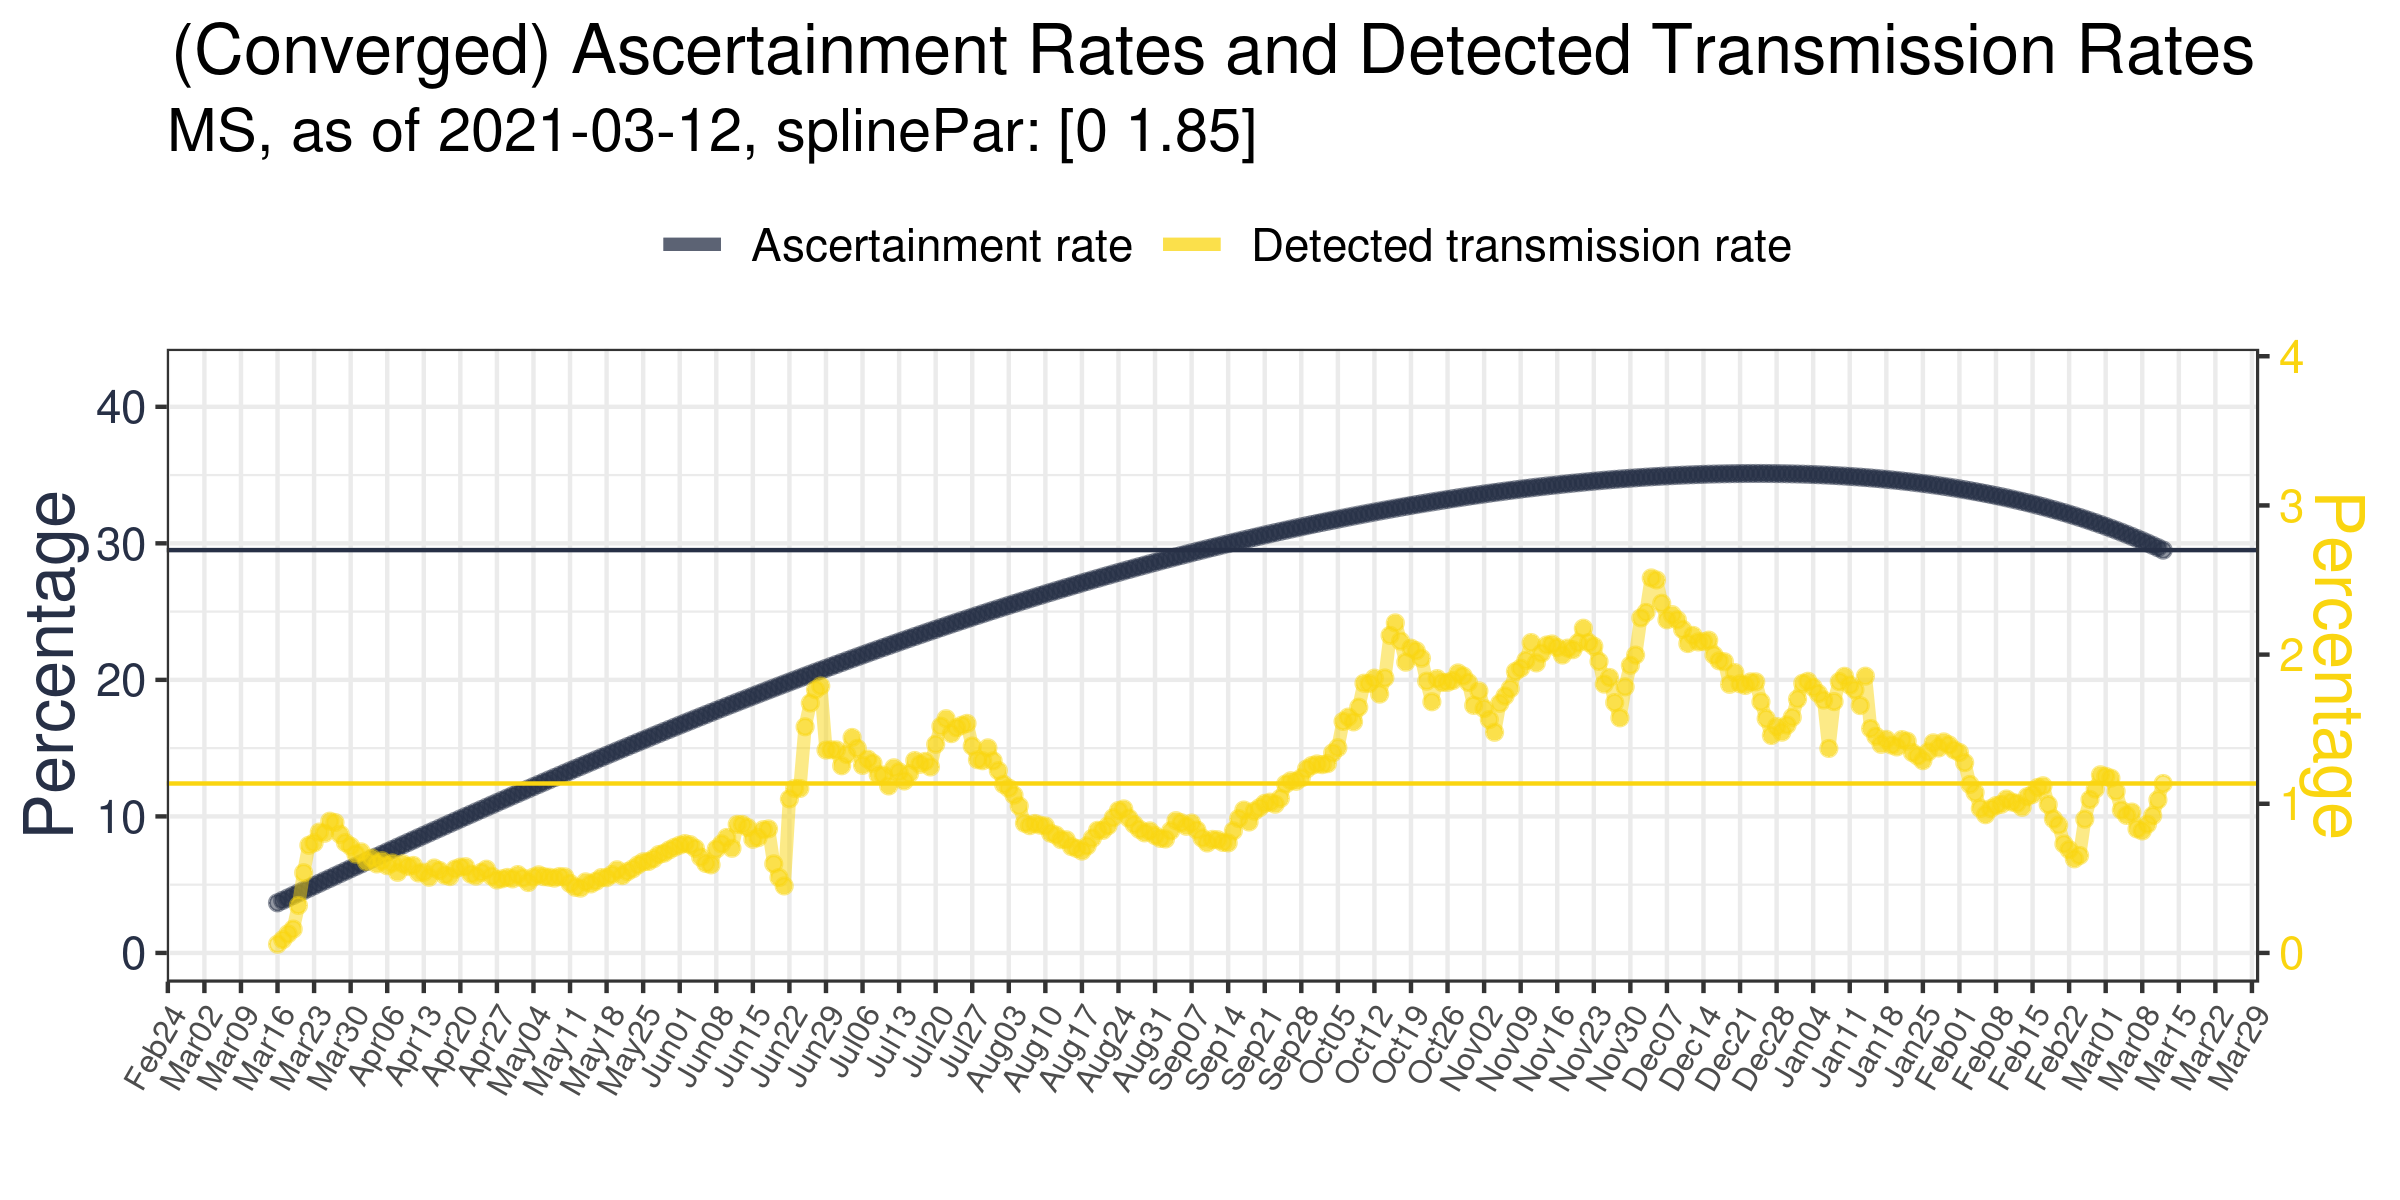 (Converged) Ascertainment Rates and Detected Transmission Rates
MS, as of 2021-03-12, splinePar: [0 1.85]
Ascertainment rate Detected transmission rate
Percentage
40
30
20
10
0
4
3
2
1
0
Percentage
Feb24 Mar02 Mar09 Mar16 Mar23 Mar30 Apr06 Apr13 Apr20 Apr27 May04 May11 May18 May25 Jun01 Jun08 Jun15 Jun22 Jun29 Jul06 Jul13 Jul20 Jul27 Aug03 Aug10 Aug17 Aug24 Aug31 Sep07 Sep14 Sep21 Sep28 Oct05 Oct12 Oct19 Oct26 Nov02 Nov09 Nov16 Nov23 Nov30 Dec07 Dec14 Dec21 Dec28 Jan04 Jan11 Jan18 Jan25 Feb01 Feb08 Feb15 Feb22 Mar01 Mar08 Mar15 Mar22 Mar29